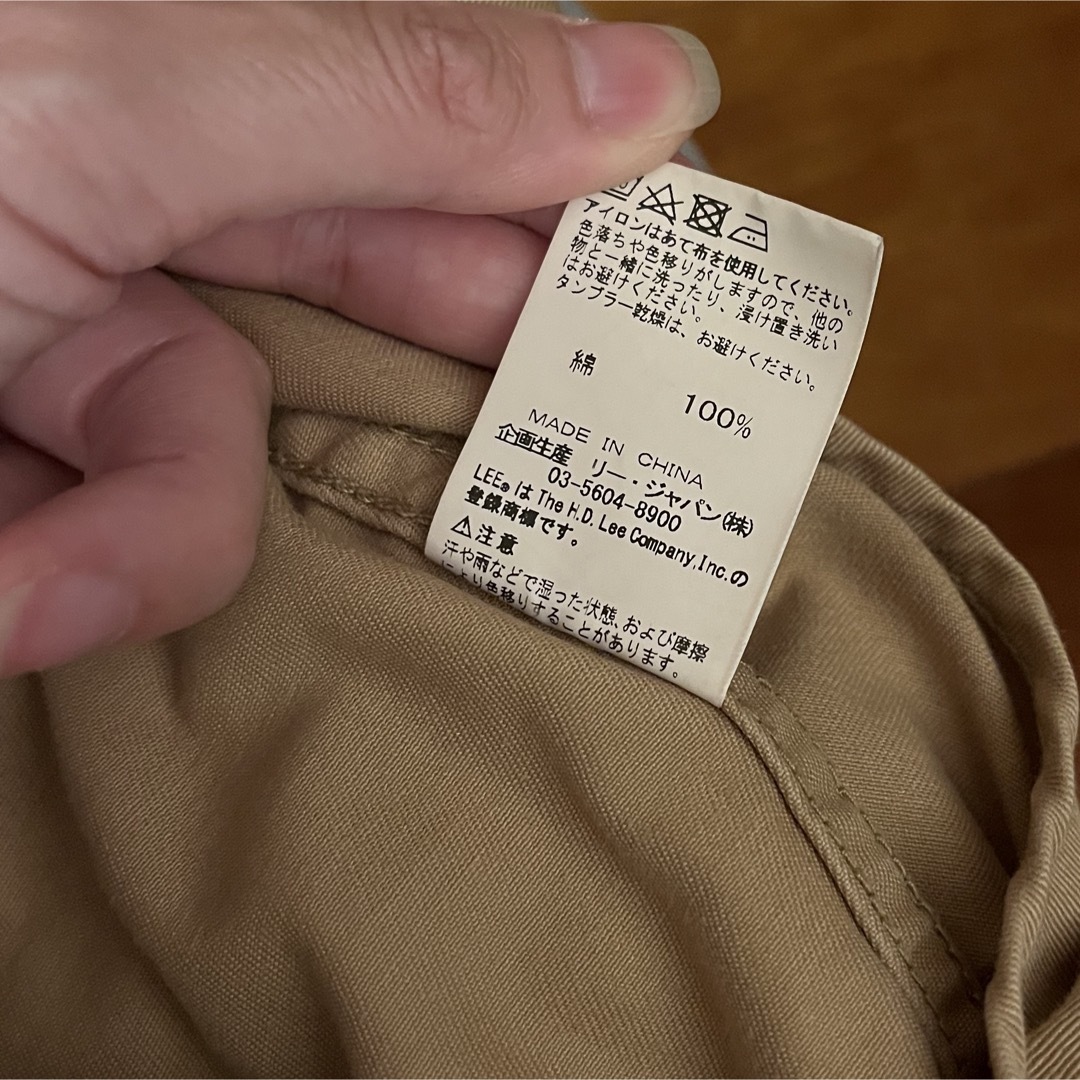 アイロンはあて布を使用してください。
色落ちや色移りがしますので、他の
物と一緒に洗ったり、浸け置き洗い
はお避けください。
タンブラー乾燥は、お避けください。
綿 100%
MADE IN CHINA
企画生産 リー・ジャパン(株)
03-5604-8900
LEE®は The H.D. Lee Company,Inc.の
登録商標です。
⚠注意
汗や雨などで湿った状態、および摩擦
により色移りすることがあります。